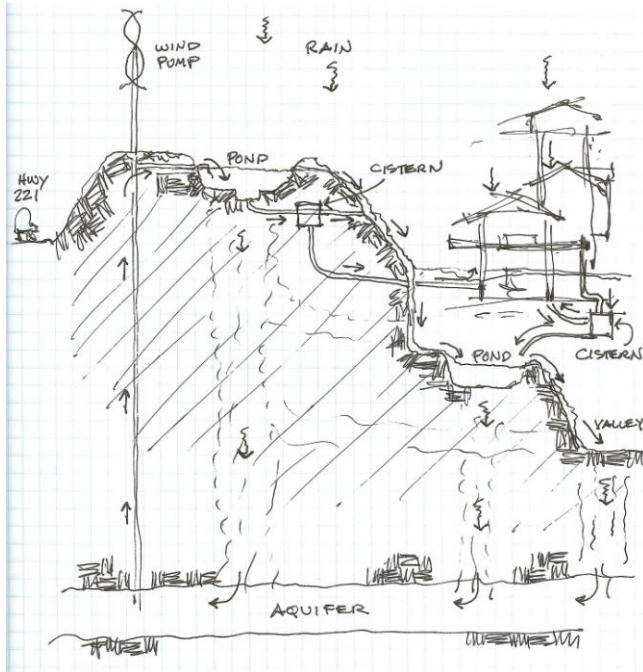 WIND
PUMP
RAIN
HWY
221
POND
CISTERN
POND
CISTERN
VALLEY
AQUIFER